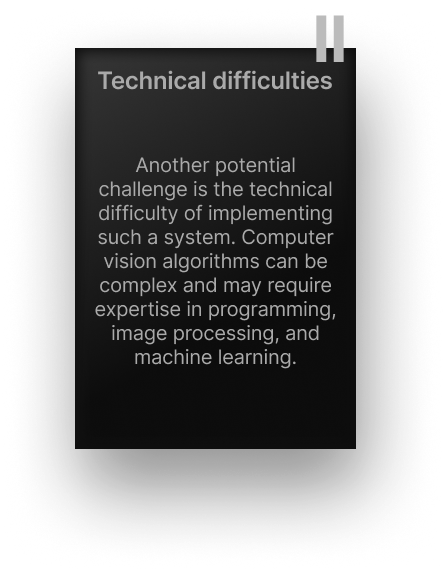 Technical difficulties
Another potential
challenge is the technical
difficulty of implementing
such a system. Computer
vision algorithms can be
complex and may require
expertise in programming,
image processing, and
machine learning.